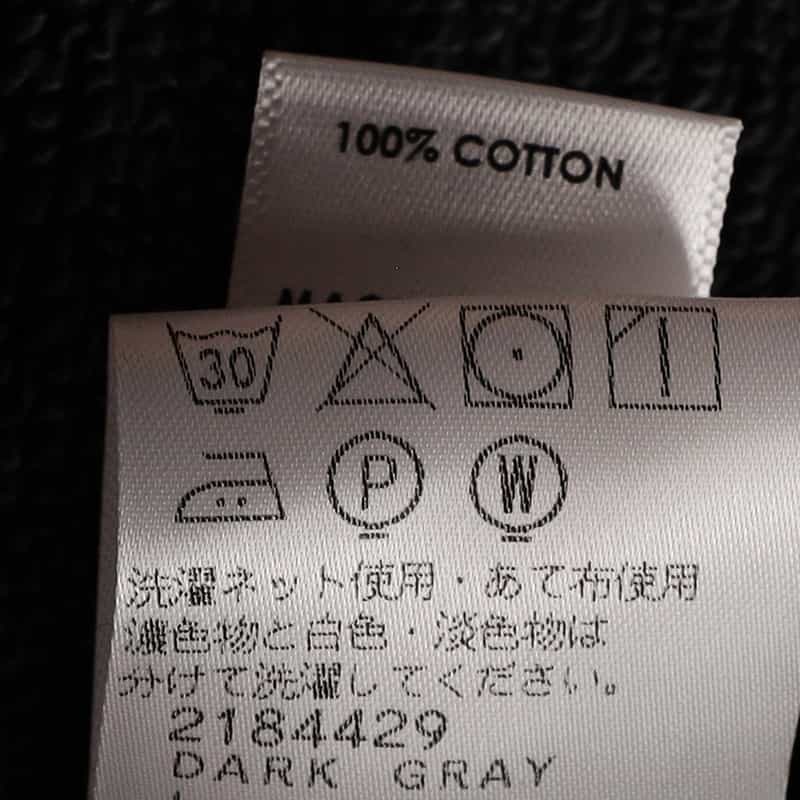 100% COTTON
30
P W
洗濯ネット使用・あて布使用
濃色物と白色・淡色物は
分けて洗濯してください。
2184429
DARK GRAY